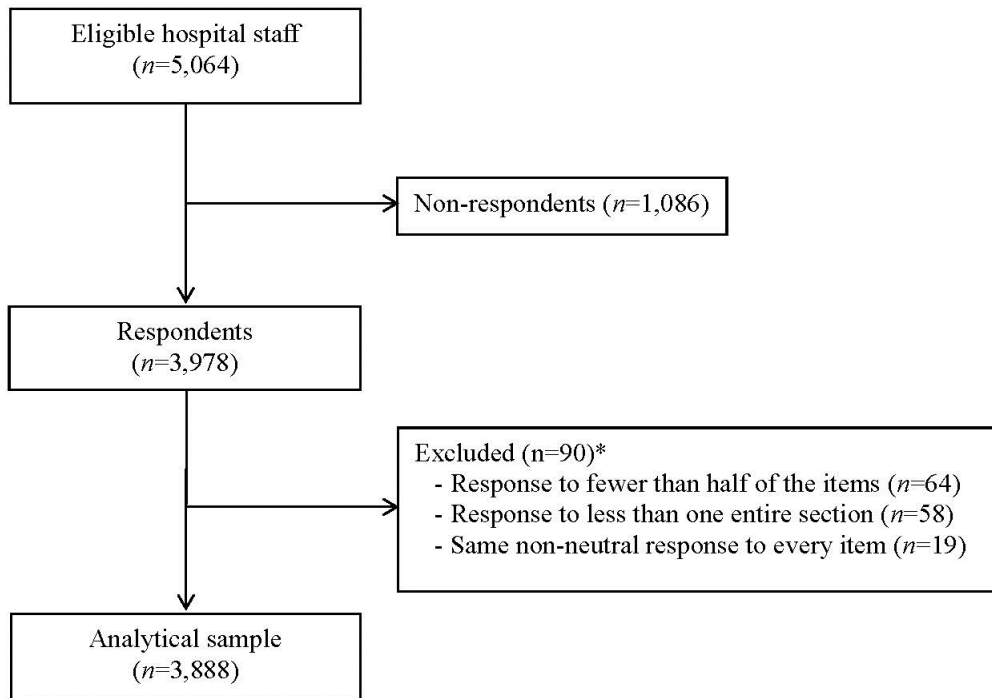 Eligible hospital staff
(n=5,064)
Non-respondents (n=1,086)
Respondents
(n=3,978)
Excluded (n=90)*
- Response to fewer than half of the items (n=64)
- Response to less than one entire section (n=58)
- Same non-neutral response to every item (n=19)
Analytical sample
(n=3,888)